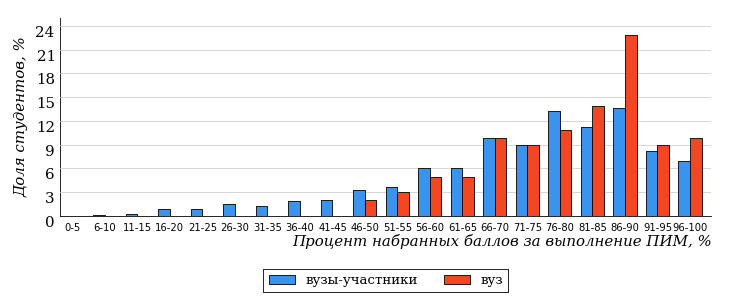 Доля студентов, %
24
21
18
15
12
9
6
3
0
0-5 6-10 11-15 16-20 21-25 26-30 31-35 36-40 41-45 46-50 51-55 56-60 61-65 66-70 71-75 76-80 81-85 86-90 91-95 96-100
Процент набранных баллов за выполнение ПИМ, %
вузы-участники вуз